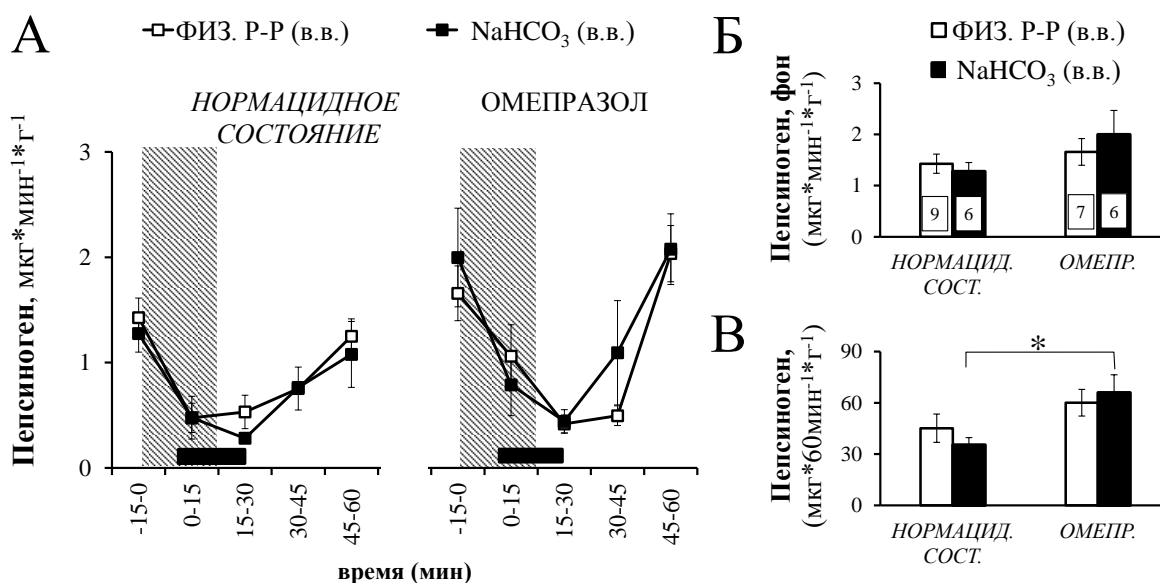 А
ФИЗ. Р-Р (в.в.)
NaHCO₃ (в.в.)
НОРМАЦИДНОЕ
СОСТОЯНИЕ
ОМЕПРАЗОЛ
Пепсиноген, мкг*мин⁻¹*г⁻¹
3
2
1
0
-15-0
0-15
15-30
30-45
45-60
-15-0
0-15
15-30
30-45
45-60
время (мин)
Б
ФИЗ. Р-Р (в.в.)
NaHCO₃ (в.в.)
Пепсиноген, фон
(мкг*мин⁻¹*г⁻¹)
3
2
1
0
9
6
7
6
НОРМАЦИД.
СОСТ.
ОМЕПР.
В
Пепсиноген,
(мкг*60мин⁻¹*г⁻¹)
90
60
30
0
*
НОРМАЦИД.
СОСТ.
ОМЕПР.